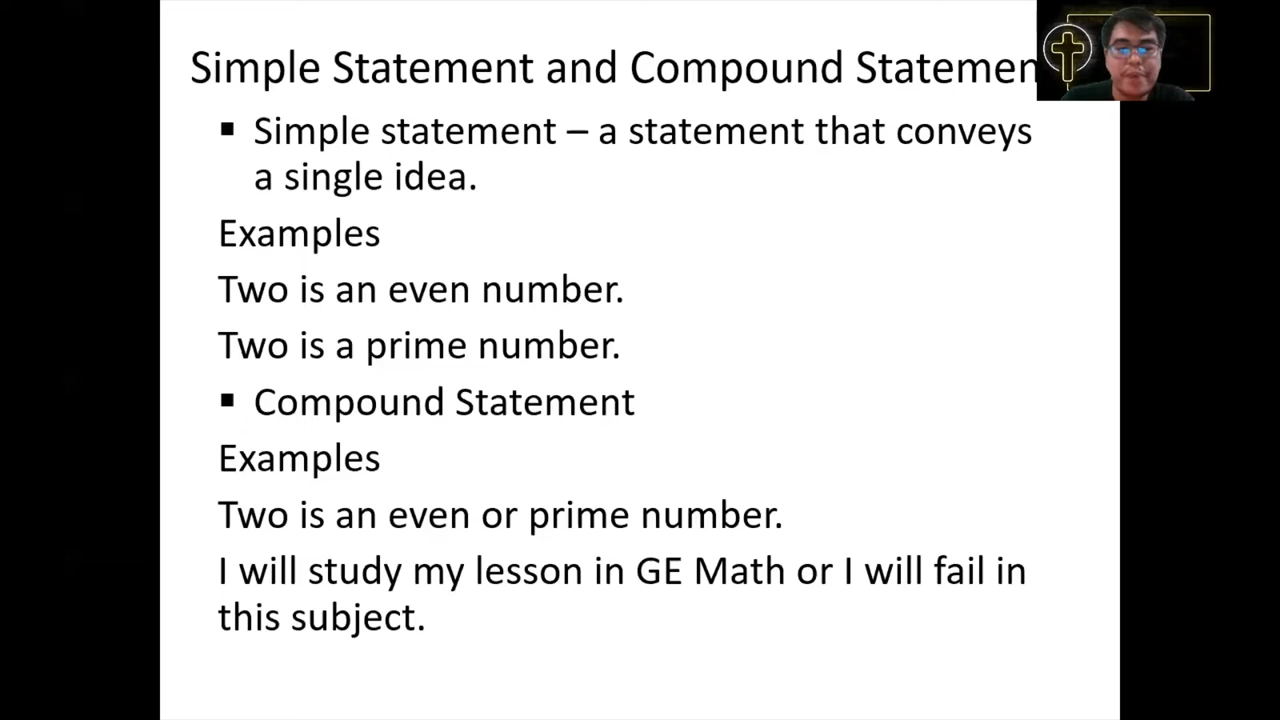 Simple Statement and Compound Statemen
▪ Simple statement – a statement that conveys
a single idea.
Examples
Two is an even number.
Two is a prime number.
▪ Compound Statement
Examples
Two is an even or prime number.
I will study my lesson in GE Math or I will fail in
this subject.